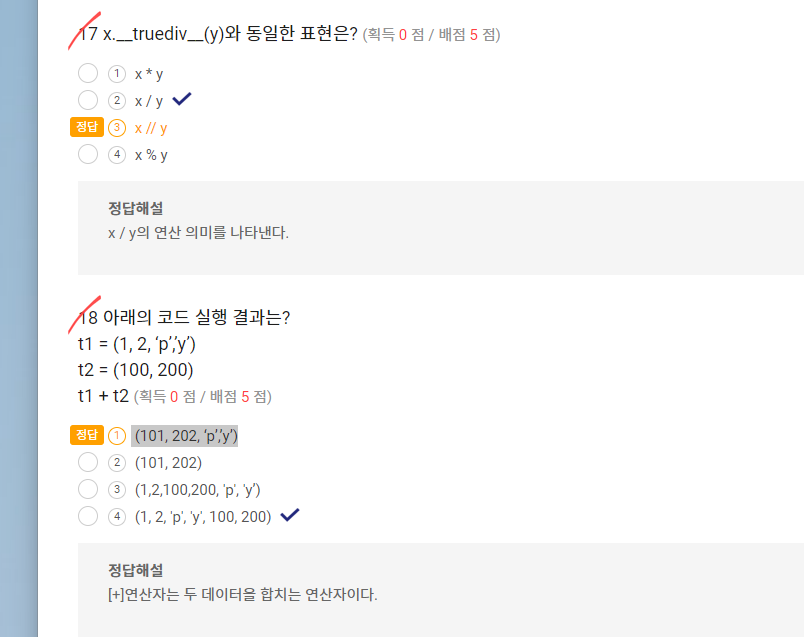 17 x.__truediv__(y)와 동일한 표현은? (획득 0 점 / 배점 5 점)
1 x * y
2 x / y
정답 3 x // y
4 x % y
정답해설
x / y의 연산 의미를 나타낸다.
18 아래의 코드 실행 결과는?
t1 = (1, 2, ‘p’,’y’)
t2 = (100, 200)
t1 + t2 (획득 0 점 / 배점 5 점)
정답 1 (101, 202, ‘p’,’y’)
2 (101, 202)
3 (1,2,100,200, 'p', 'y’)
4 (1, 2, 'p', 'y', 100, 200)
정답해설
[+]연산자는 두 데이터을 합치는 연산자이다.